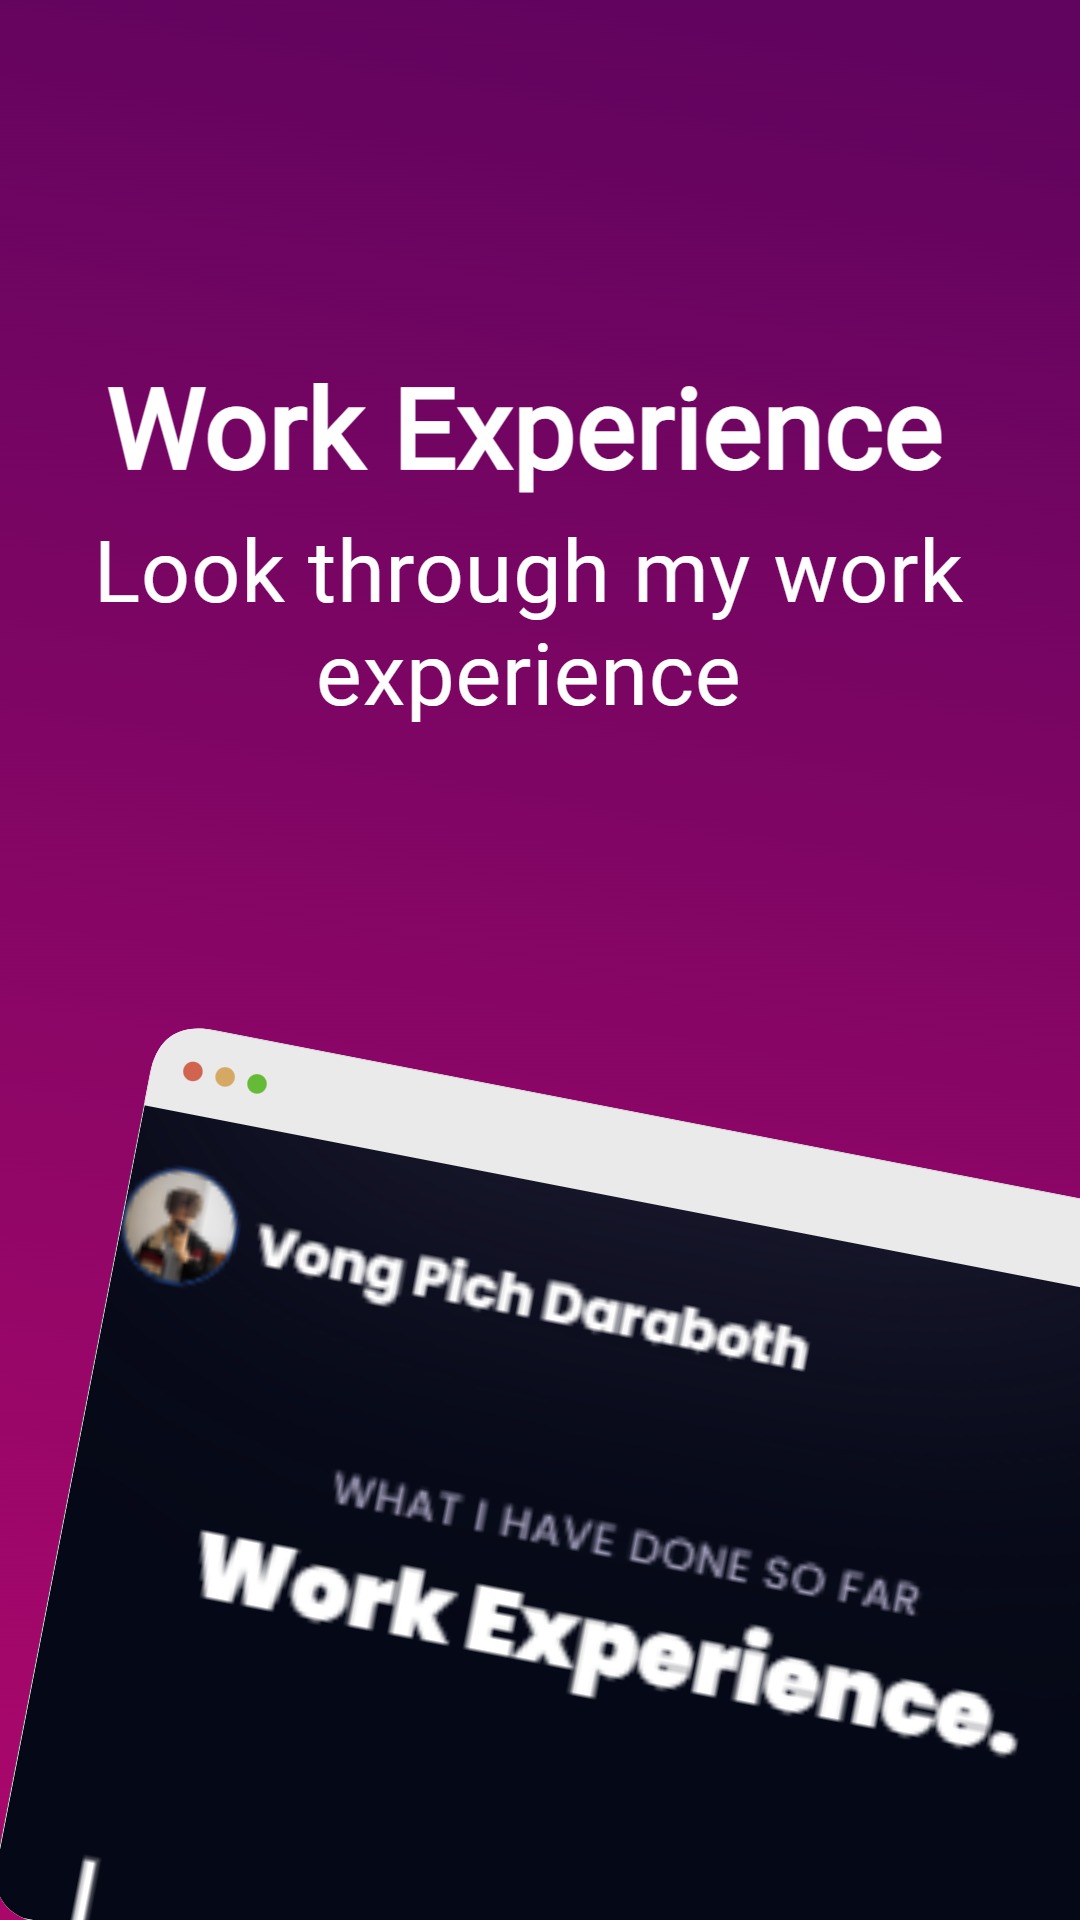 Work Experience
Look through my work
experience
Vong Pich Daraboth
WHAT I HAVE DONE SO FAR
Work Experience.